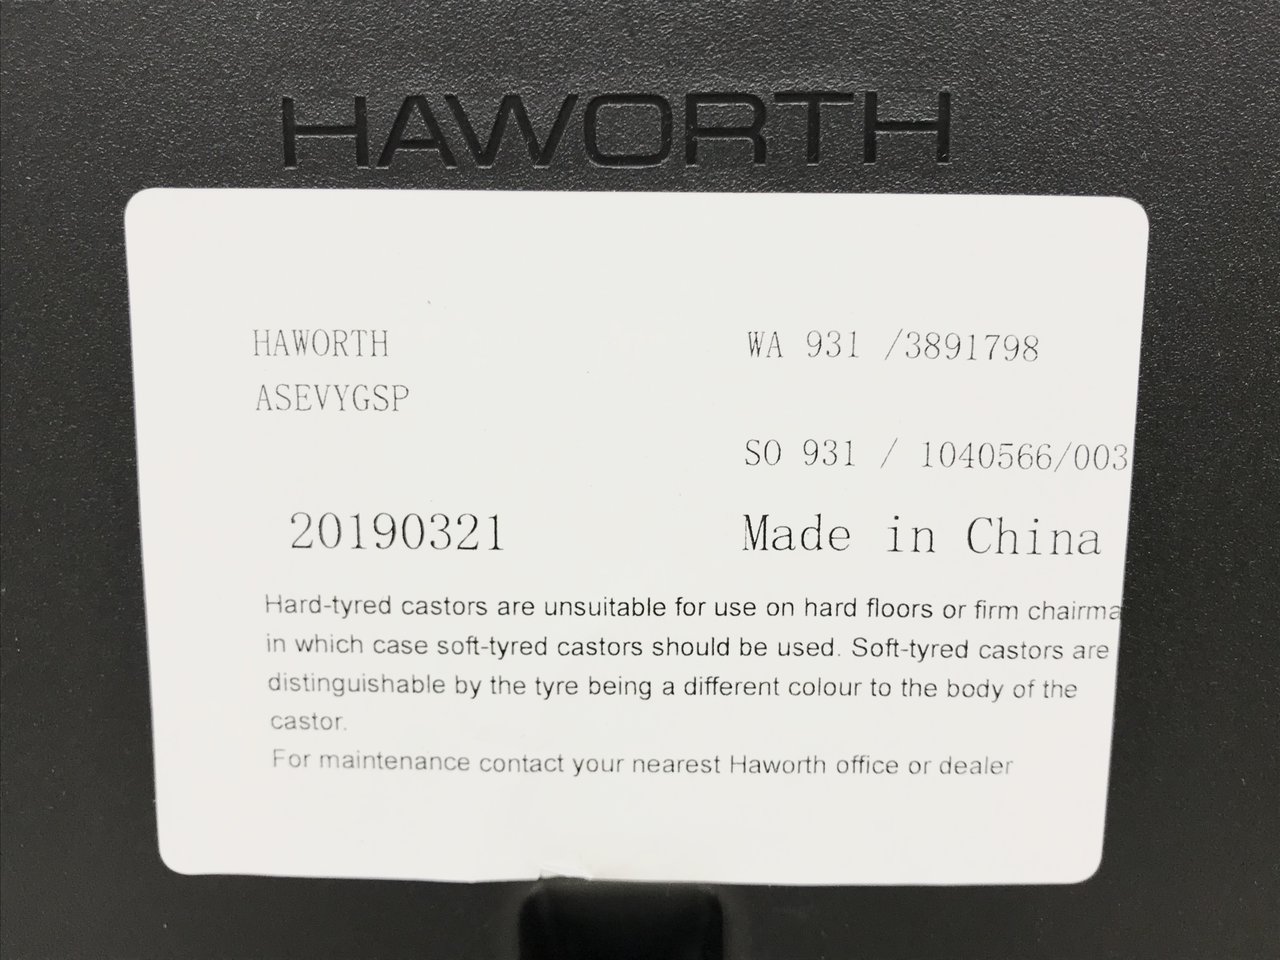 HAWORTH
HAWORTH
WA 931 /3891798
ASEVYGSP
SO 931 / 1040566/003
20190321
Made in China
Hard-tyred castors are unsuitable for use on hard floors or firm chairma
in which case soft-tyred castors should be used. Soft-tyred castors are
distinguishable by the tyre being a different colour to the body of the
castor.
For maintenance contact your nearest Haworth office or dealer